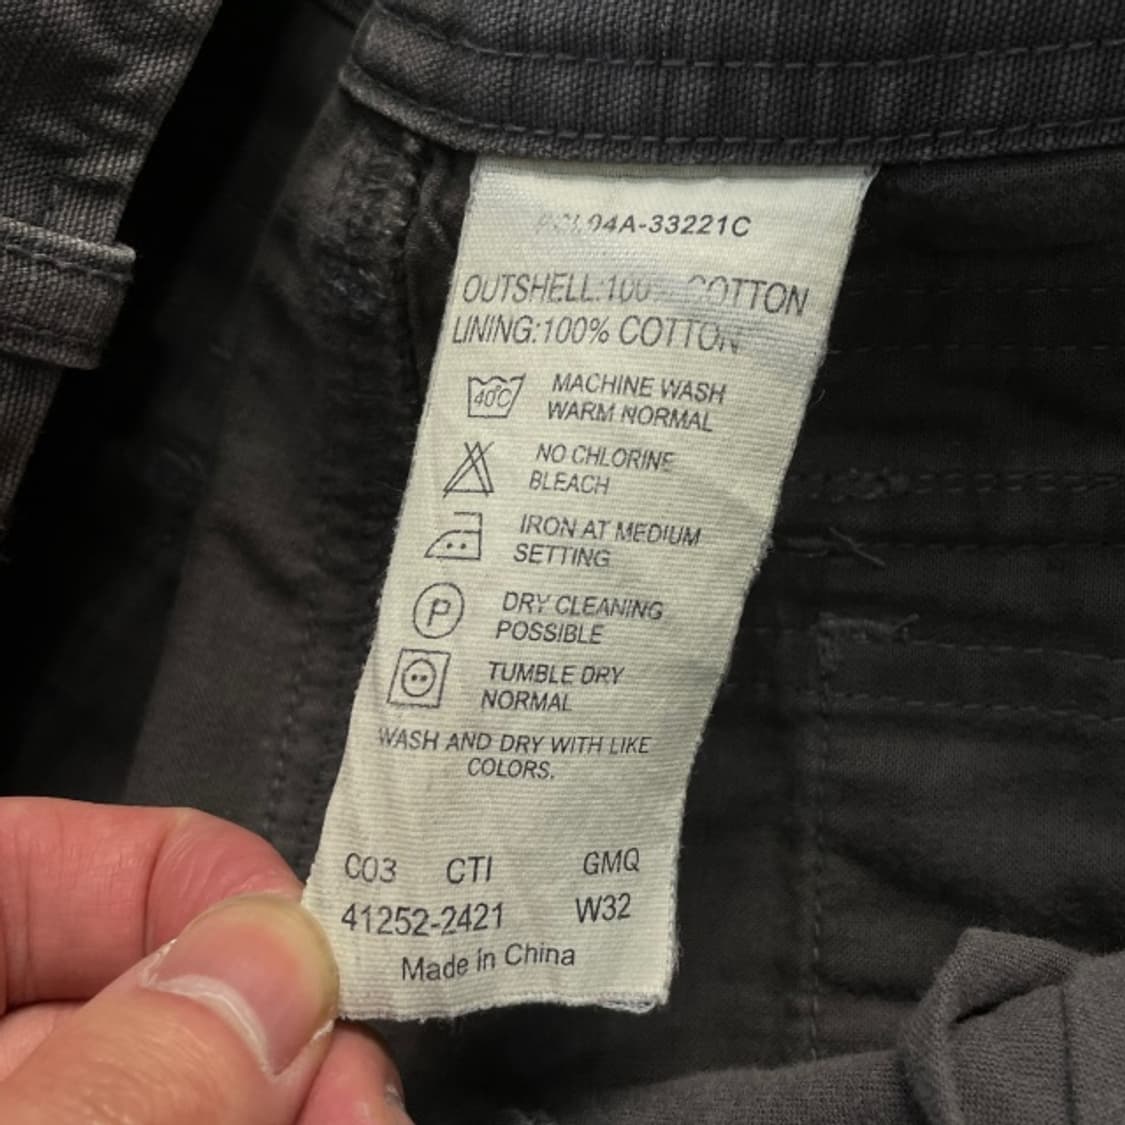 OUTSHELL:100% COTTON
LINING:100% COTTON
40°C
MACHINE WASH
WARM NORMAL
NO CHLORINE
BLEACH
IRON AT MEDIUM
SETTING
P
DRY CLEANING
POSSIBLE
TUMBLE DRY
NORMAL
WASH AND DRY WITH LIKE
COLORS.
C03 CTI GMQ
41252-2421 W32
Made in China